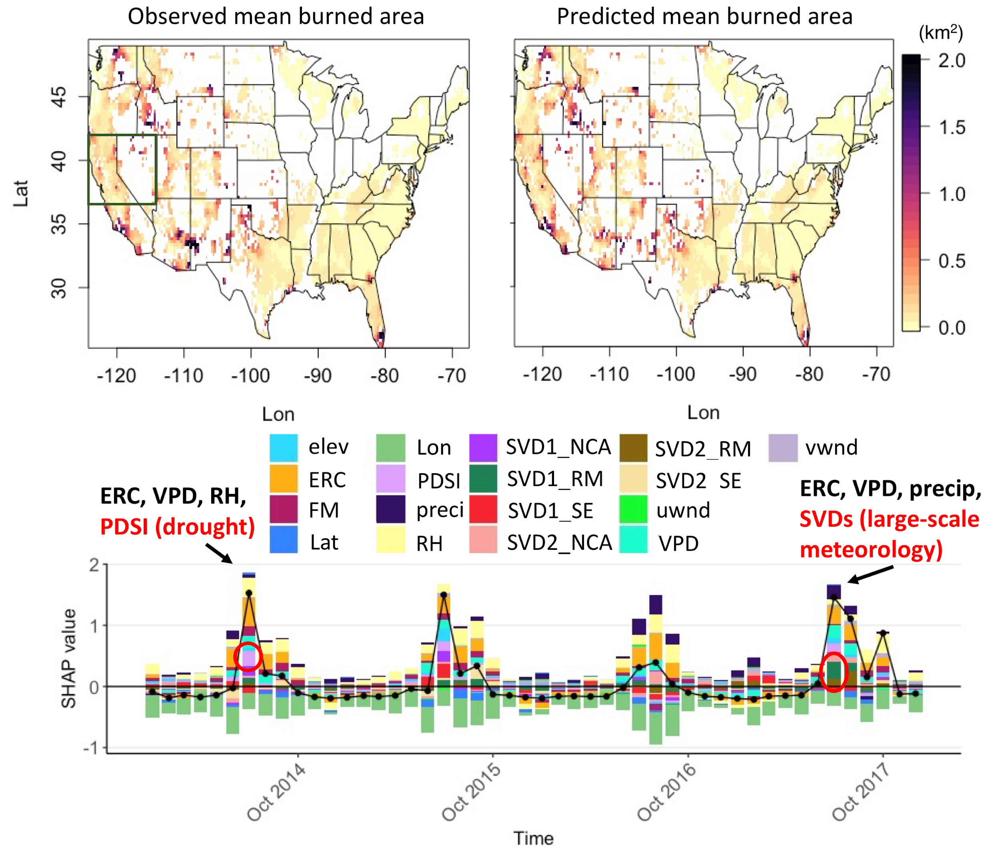 Observed mean burned area
Predicted mean burned area
(km²)
2.0
1.5
1.0
0.5
0.0
Lat
45
40
35
30
-120 -110 -100 -90 -80 -70
-120 -110 -100 -90 -80 -70
Lon
Lon
elev
Lon
SVD1_NCA
SVD2_RM
vwnd
ERC
PDSI
SVD1_RM
SVD2 SE
FM
preci
SVD1_SE
uwnd
Lat
RH
SVD2_NCA
VPD
ERC, VPD, RH,
PDSI (drought)
ERC, VPD, precip,
SVDs (large-scale
meteorology)
SHAP value
2
1
0
-1
Oct 2014
Oct 2015
Oct 2016
Oct 2017
Time